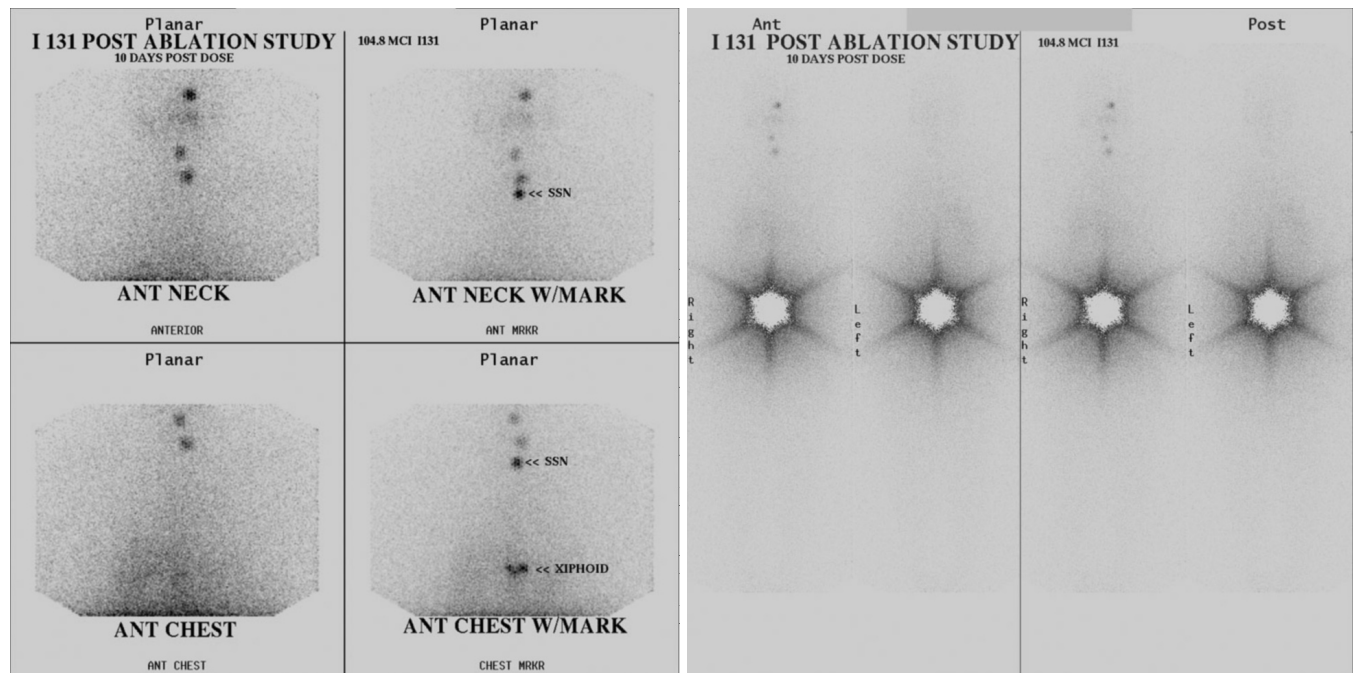 Planar
Planar
I 131 POST ABLATION STUDY
104.8 MCI I131
10 DAYS POST DOSE
<< SSN
ANT NECK
ANT NECK W/MARK
ANTERIOR
ANT MRKR
Planar
Planar
<< SSN
<< XIPHOID
ANT CHEST
ANT CHEST W/MARK
ANT CHEST
CHEST MRKR
Ant
Post
I 131 POST ABLATION STUDY
104.8 MCI I131
10 DAYS POST DOSE
Right
Left
Right
Left